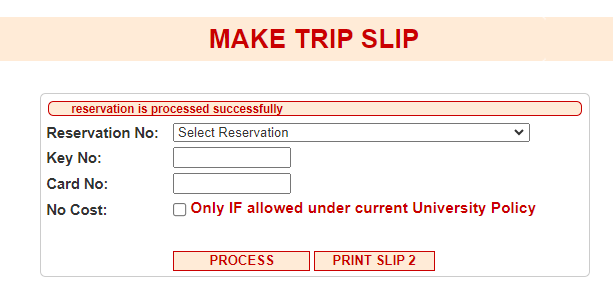 MAKE TRIP SLIP
reservation is processed successfully
Reservation No: Select Reservation
Key No:
Card No:
No Cost: Only IF allowed under current University Policy
PROCESS PRINT SLIP 2